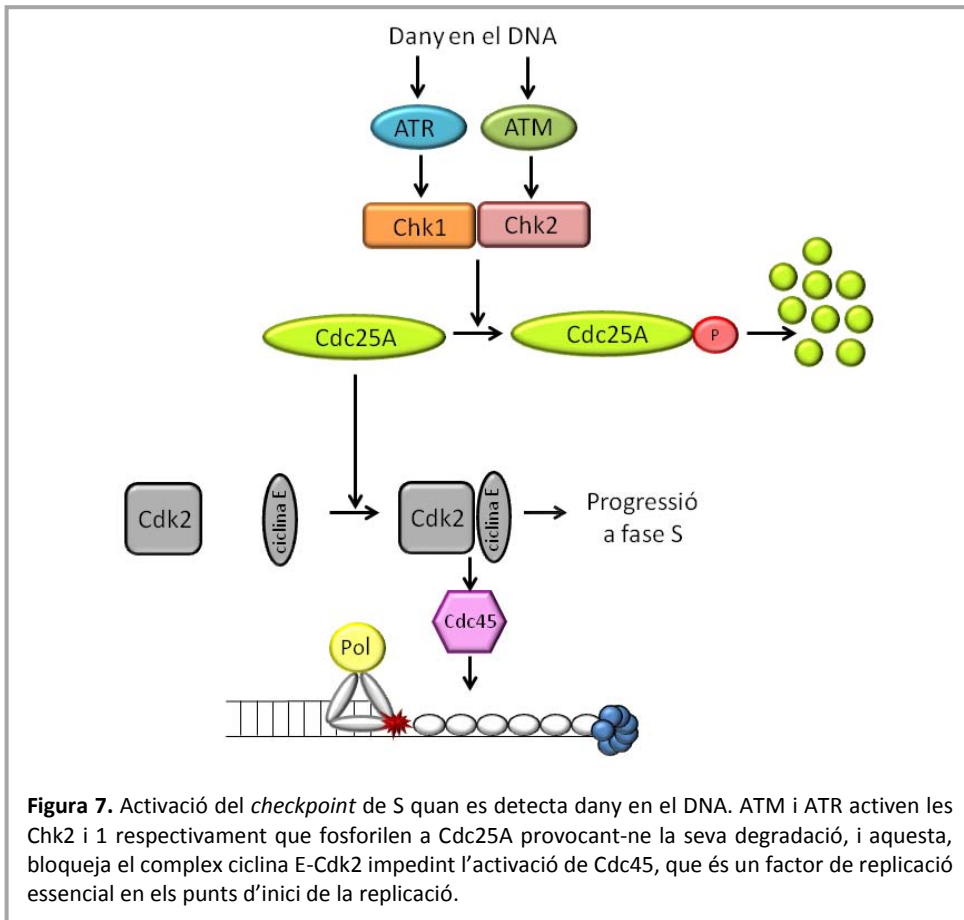 Dany en el DNA
ATR
ATM
Chk1
Chk2
Cdc25A
Cdc25A
P
Cdk2
ciclina E
Cdk2
ciclina E
Progressió
a fase S
Cdc45
Pol
Figura 7. Activació del checkpoint de S quan es detecta dany en el DNA. ATM i ATR activen les
Chk2 i 1 respectivament que fosforilen a Cdc25A provocant-ne la seva degradació, i aquesta,
bloqueja el complex ciclina E-Cdk2 impedint l’activació de Cdc45, que és un factor de replicació
essencial en els punts d’inici de la replicació.